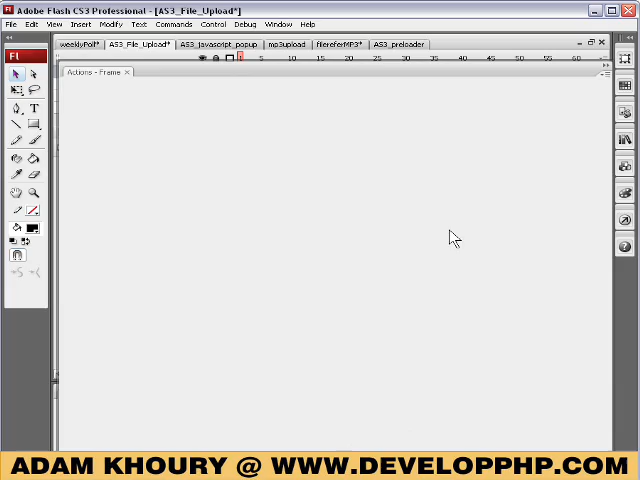 Adobe Flash CS3 Professional - [AS3_File_Upload*]
File Edit View Insert Modify Text Commands Control Debug Window Help
weeklyPoll* AS3_File_Upload* AS3_javascript_popup mp3upload filereferMP3* AS3_preloader
1 5 10 15 20 25 30 35 40 45 50 55 60
Actions - Frame
Fl
T
ADAM KHOURY @ WWW.DEVELOPPHP.COM